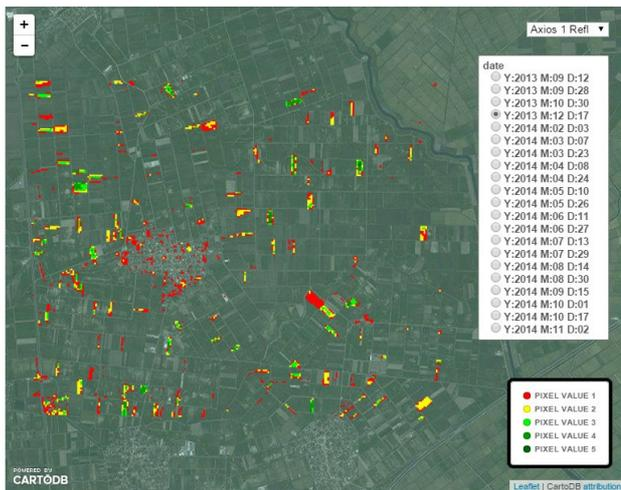 +
−
Axios 1 Refl ▼
date
Y:2013 M:09 D:12
Y:2013 M:09 D:28
Y:2013 M:10 D:30
Y:2013 M:12 D:17
Y:2014 M:02 D:03
Y:2014 M:03 D:07
Y:2014 M:03 D:23
Y:2014 M:04 D:08
Y:2014 M:04 D:24
Y:2014 M:05 D:10
Y:2014 M:05 D:26
Y:2014 M:06 D:11
Y:2014 M:06 D:27
Y:2014 M:07 D:13
Y:2014 M:07 D:29
Y:2014 M:08 D:14
Y:2014 M:08 D:30
Y:2014 M:09 D:15
Y:2014 M:10 D:01
Y:2014 M:10 D:17
Y:2014 M:11 D:02
PIXEL VALUE 1
PIXEL VALUE 2
PIXEL VALUE 3
PIXEL VALUE 4
PIXEL VALUE 5
POWERED BY
CARTODB
Leaflet | CartoDB attribution